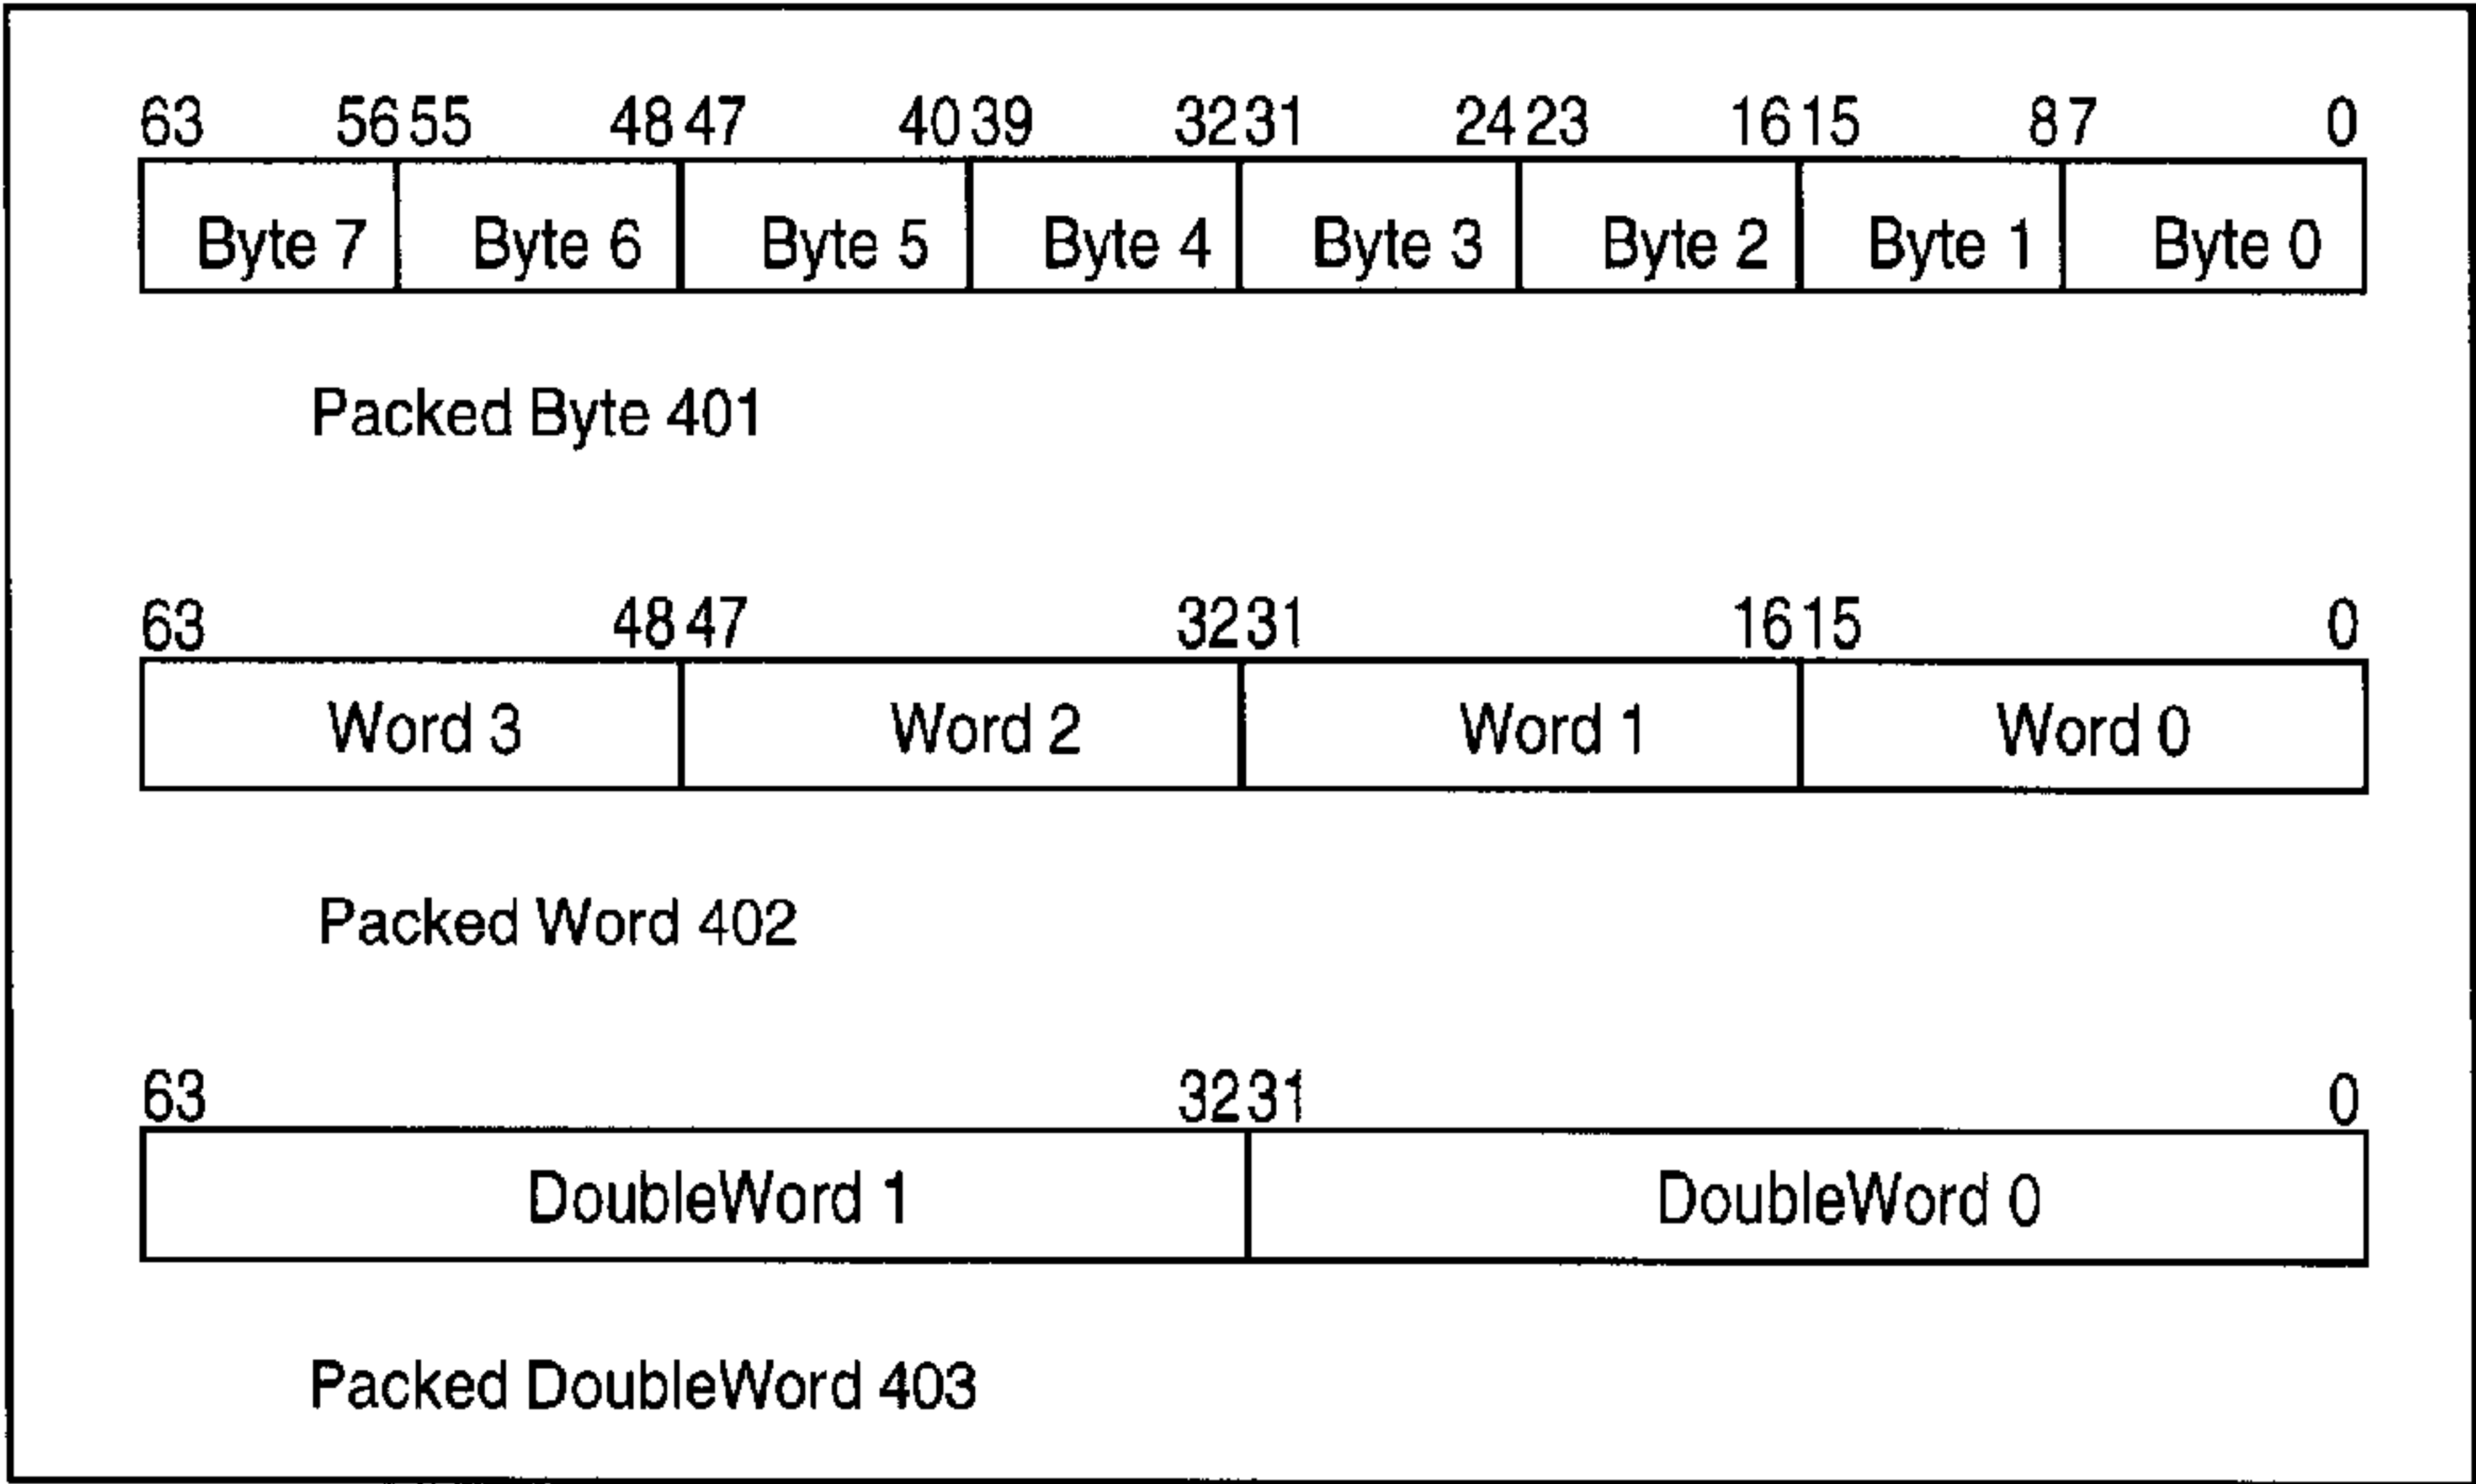 63 56 55 48 47 40 39 32 31 24 23 16 15 8 7 0
Byte 7 Byte 6 Byte 5 Byte 4 Byte 3 Byte 2 Byte 1 Byte 0
Packed Byte 401
63 48 47 32 31 16 15 0
Word 3 Word 2 Word 1 Word 0
Packed Word 402
63 32 31 0
DoubleWord 1 DoubleWord 0
Packed DoubleWord 403